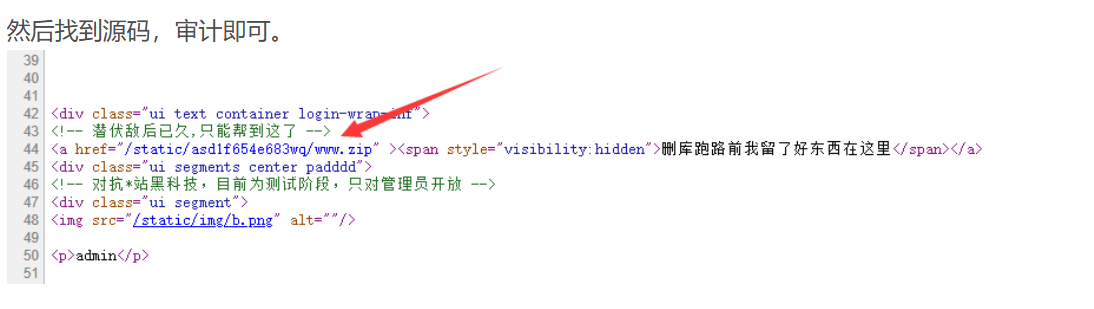 然后找到源码，审计即可。
39
40
41
42 <div class="ui text container login-wrap-inf">
43 <!-- 潜伏敌后已久,只能帮到这了 -->
44 <a href="/static/asd1f654e683wq/www.zip" ><span style="visibility:hidden">删库跑路前我留了好东西在这里</span></a>
45 <div class="ui segments center padddd">
46 <!-- 对抗*站黑科技，目前为测试阶段，只对管理员开放 -->
47 <div class="ui segment">
48 <img src="/static/img/b.png" alt=""/>
49
50 <p>admin</p>
51